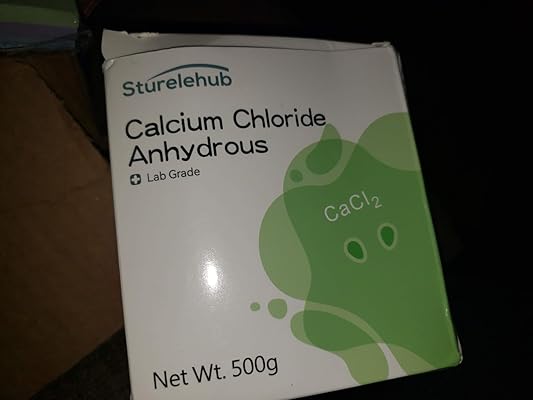 Sturelehub
Calcium Chloride
Anhydrous
Lab Grade
CaCl₂
Net Wt. 500g